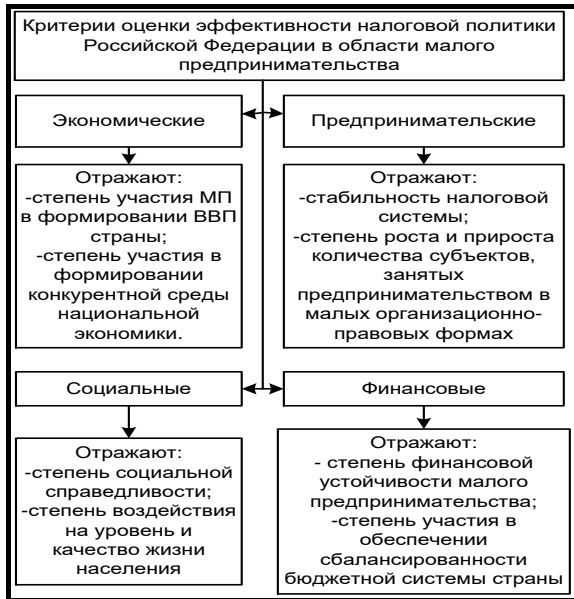 Критерии оценки эффективности налоговой политики
Российской Федерации в области малого
предпринимательства
Экономические
Предпринимательские
Отражают:
-степень участия МП
в формировании ВВП
страны;
-степень участия в
формировании
конкурентной среды
национальной
экономики.
Отражают:
-стабильность налоговой
системы;
-степень роста и прироста
количества субъектов,
занятых
предпринимательством в
малых организационно-
правовых формах
Социальные
Финансовые
Отражают:
-степень социальной
справедливости;
-степень воздействия
на уровень и
качество жизни
населения
Отражают:
- степень финансовой
устойчивости малого
предпринимательства;
-степень участия в
обеспечении
сбалансированности
бюджетной системы страны